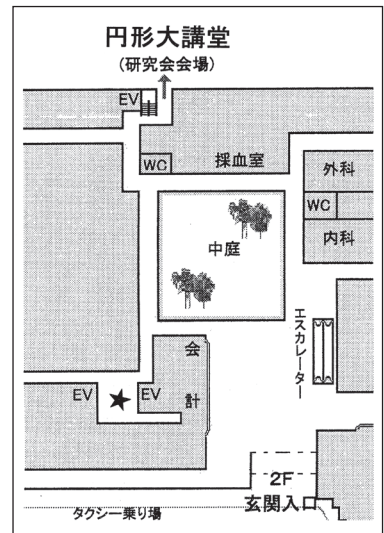 円形大講堂
(研究会会場)
EV
WC
採血室
外科
WC
内科
中庭
エスカレーター
会計
EV
EV
2F
玄関入口
タクシー乗り場